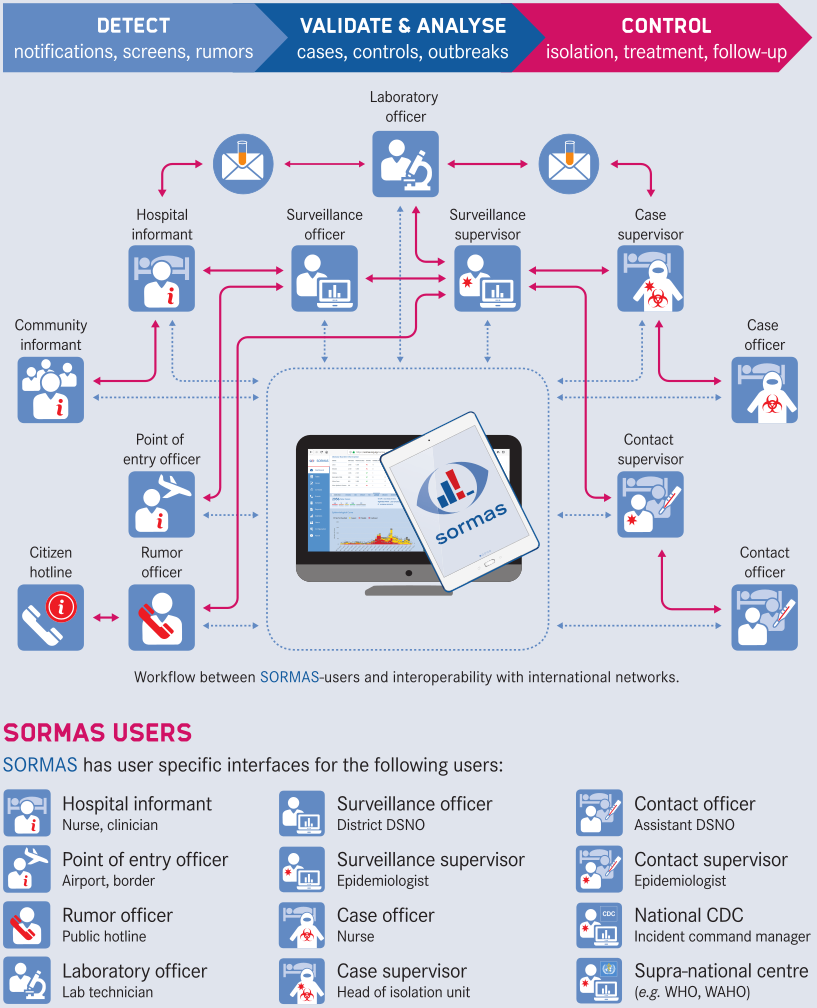 DETECT
notifications, screens, rumors
VALIDATE & ANALYSE
cases, controls, outbreaks
CONTROL
isolation, treatment, follow-up
Laboratory
officer
Hospital
informant
Surveillance
officer
Surveillance
supervisor
Case
supervisor
Community
informant
Case
officer
Point of
entry officer
Contact
supervisor
Citizen
hotline
Rumor
officer
Contact
officer
sormas
Workflow between SORMAS-users and interoperability with international networks.
SORMAS USERS
SORMAS has user specific interfaces for the following users:
Hospital informant
Nurse, clinician
Point of entry officer
Airport, border
Rumor officer
Public hotline
Laboratory officer
Lab technician
Surveillance officer
District DSNO
Surveillance supervisor
Epidemiologist
Case officer
Nurse
Case supervisor
Head of isolation unit
Contact officer
Assistant DSNO
Contact supervisor
Epidemiologist
CDC
National CDC
Incident command manager
Supra-national centre
(e.g. WHO, WAHO)